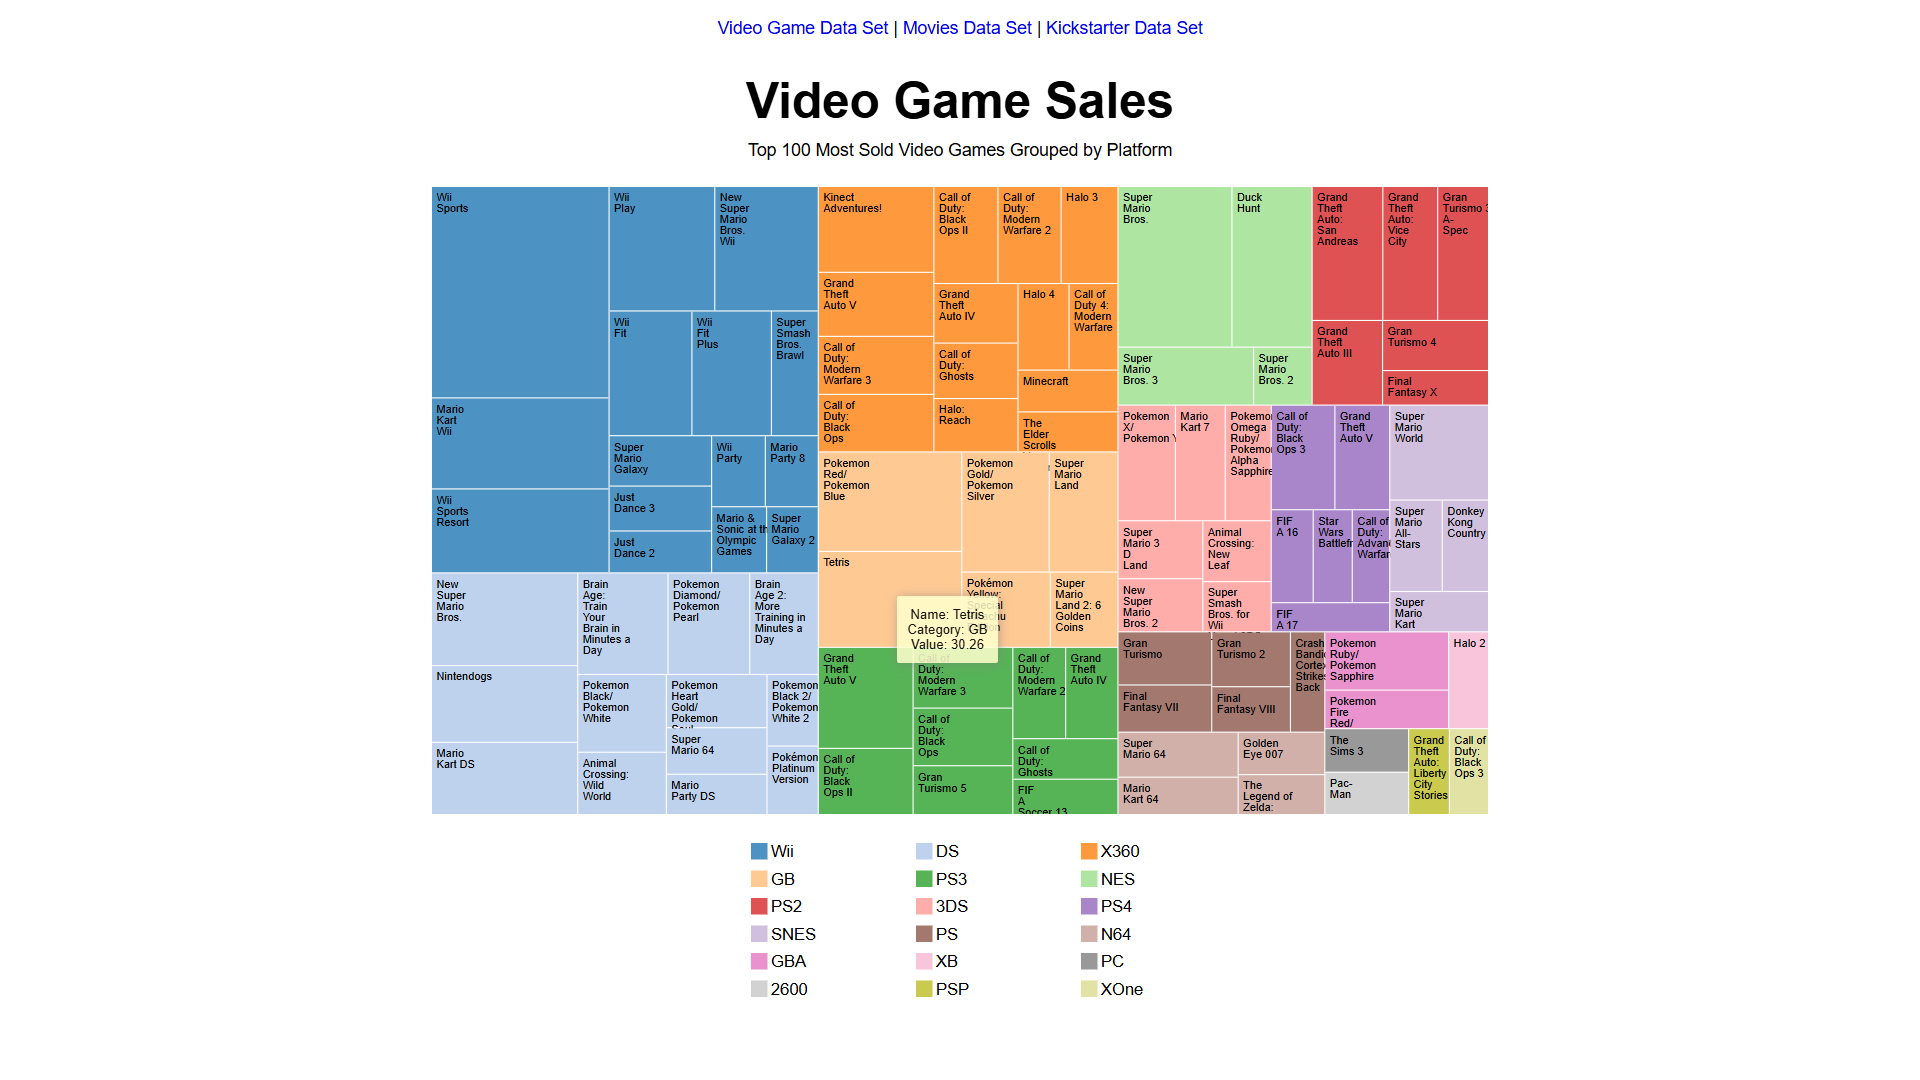 Video Game Data Set | Movies Data Set | Kickstarter Data Set
Video Game Sales
Top 100 Most Sold Video Games Grouped by Platform
Wii
Sports
Mario
Kart
Wii
Wii
Sports
Resort
Wii
Play
New
Super
Mario
Bros.
Wii
Wii
Fit
Wii
Fit
Plus
Super
Smash
Bros.
Brawl
Super
Mario
Galaxy
Just
Dance 3
Just
Dance 2
Wii
Party
Mario
Party 8
Mario &
Sonic at th
Olympic
Games
Super
Mario
Galaxy 2
New
Super
Mario
Bros.
Nintendogs
Mario
Kart DS
Brain
Age:
Train
Your
Brain in
Minutes a
Day
Pokemon
Diamond/
Pokemon
Pearl
Brain
Age 2:
More
Training in
Minutes a
Day
Pokemon
Black/
Pokemon
White
Animal
Crossing:
Wild
World
Pokemon
Heart
Gold/
Pokemon
Super
Mario 64
Mario
Party DS
Pokemon
Black 2/
Pokemon
White 2
Pokémon
Platinum
Version
Kinect
Adventures!
Grand
Theft
Auto V
Call of
Duty:
Modern
Warfare 3
Call of
Duty:
Black
Ops
Call of
Duty:
Black
Ops II
Call of
Duty:
Modern
Warfare 2
Halo 3
Grand
Theft
Auto IV
Call of
Duty:
Ghosts
Halo:
Reach
Halo 4
Call of
Duty 4:
Modern
Warfare
Minecraft
The
Elder
Scrolls
Pokemon
Red/
Pokemon
Blue
Tetris
Pokemon
Gold/
Pokemon
Silver
Super
Mario
Land
Pokémon
Yellow:
Super
Mario
Land 2: 6
Golden
Coins
Name: Tetris
Category: GB
Value: 30.26
Grand
Theft
Auto V
Call of
Duty:
Black
Ops II
Duty:
Modern
Warfare 3
Call of
Duty:
Black
Ops
Gran
Turismo 5
Call of
Duty:
Modern
Warfare 2
Grand
Theft
Auto IV
Call of
Duty:
Ghosts
FIF
A
Soccer 13
Super
Mario
Bros.
Duck
Hunt
Super
Mario
Bros. 3
Super
Mario
Bros. 2
Grand
Theft
Auto:
San
Andreas
Grand
Theft
Auto:
Vice
City
Gran
Turismo 3
A-
Spec
Grand
Theft
Auto III
Gran
Turismo 4
Final
Fantasy X
Pokemon
X/
Pokemon Y
Mario
Kart 7
Pokemon
Omega
Ruby/
Pokemon
Alpha
Sapphire
Super
Mario 3
D
Land
New
Super
Mario
Bros. 2
Animal
Crossing:
New
Leaf
Super
Smash
Bros. for
Wii
Call of
Duty:
Black
Ops 3
Grand
Theft
Auto V
FIF
A 16
Star
Wars
Battlefr
Call of
Duty:
Advan
Warfar
FIF
A 17
Super
Mario
World
Super
Mario
All-
Stars
Donkey
Kong
Country
Super
Mario
Kart
Gran
Turismo
Final
Fantasy VII
Gran
Turismo 2
Final
Fantasy VIII
Crash
Bandic
Cortex
Strikes
Back
Super
Mario 64
Mario
Kart 64
Golden
Eye 007
The
Legend of
Zelda:
Pokemon
Ruby/
Pokemon
Sapphire
Pokemon
Fire
Red/
Halo 2
The
Sims 3
Pac-
Man
Grand
Theft
Auto:
Liberty
City
Stories
Call of
Duty:
Black
Ops 3
Wii
DS
X360
GB
PS3
NES
PS2
3DS
PS4
SNES
PS
N64
GBA
XB
PC
2600
PSP
XOne